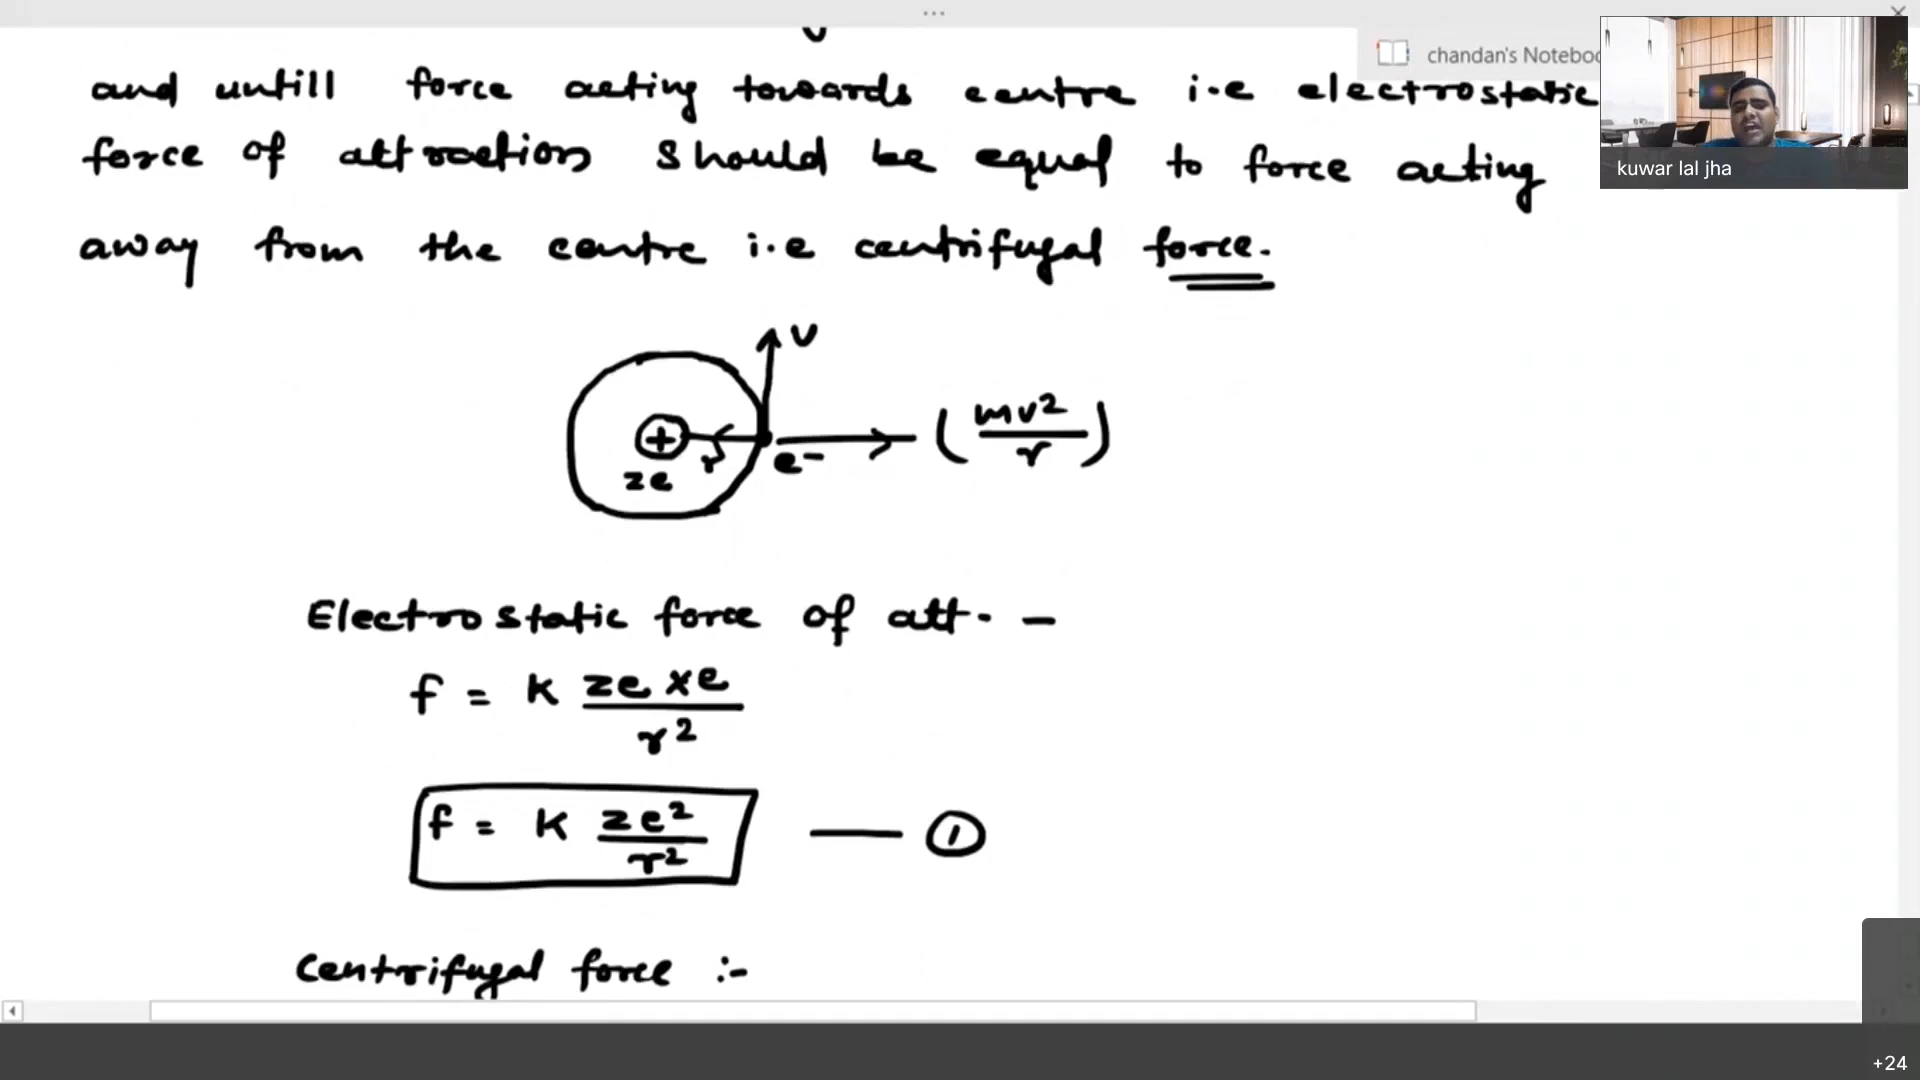 chandan's Noteboo
and untill force acting towards centre i.e electrostatic
force of attraction should be equal to force acting
away from the centre i.e centrifugal force.
kuwar lal jha
v
(mv²/r)
+
r
e-
ze
Electrostatic force of att. -
f = k ze×e/r²
f = k ze²/r² — ①
Centrifugal force :-
+24